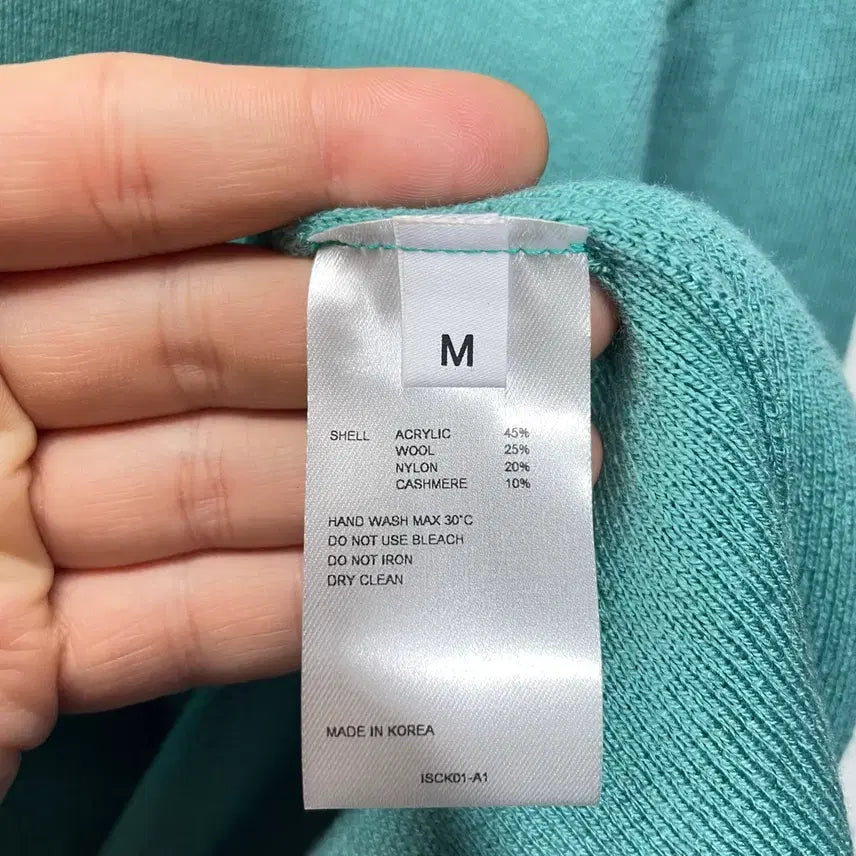 M
SHELL ACRYLIC 45%
WOOL 25%
NYLON 20%
CASHMERE 10%
HAND WASH MAX 30°C
DO NOT USE BLEACH
DO NOT IRON
DRY CLEAN
MADE IN KOREA
ISCK01-A1